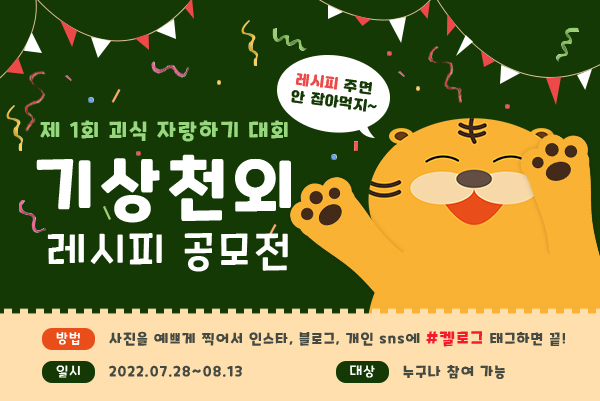 레시피 주면
안 잡아먹지~
제 1회 괴식 자랑하기 대회
기상천외
레시피 공모전
방법 사진을 예쁘게 찍어서 인스타, 블로그, 개인 sns에 #켈로그 태그하면 끝!
일시 2022.07.28~08.13 대상 누구나 참여 가능